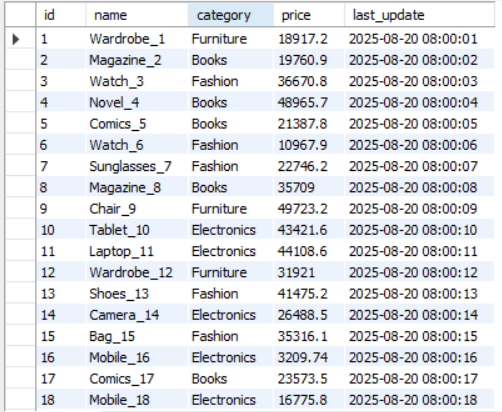 id name category price last_update
1 Wardrobe_1 Furniture 18917.2 2025-08-20 08:00:01
2 Magazine_2 Books 19760.9 2025-08-20 08:00:02
3 Watch_3 Fashion 36670.8 2025-08-20 08:00:03
4 Novel_4 Books 48965.7 2025-08-20 08:00:04
5 Comics_5 Books 21387.8 2025-08-20 08:00:05
6 Watch_6 Fashion 10967.9 2025-08-20 08:00:06
7 Sunglasses_7 Fashion 22746.2 2025-08-20 08:00:07
8 Magazine_8 Books 35709 2025-08-20 08:00:08
9 Chair_9 Furniture 49723.2 2025-08-20 08:00:09
10 Tablet_10 Electronics 43421.6 2025-08-20 08:00:10
11 Laptop_11 Electronics 44108.6 2025-08-20 08:00:11
12 Wardrobe_12 Furniture 31921 2025-08-20 08:00:12
13 Shoes_13 Fashion 41475.2 2025-08-20 08:00:13
14 Camera_14 Electronics 26488.5 2025-08-20 08:00:14
15 Bag_15 Fashion 35316.1 2025-08-20 08:00:15
16 Mobile_16 Electronics 3209.74 2025-08-20 08:00:16
17 Comics_17 Books 23573.5 2025-08-20 08:00:17
18 Mobile_18 Electronics 16775.8 2025-08-20 08:00:18